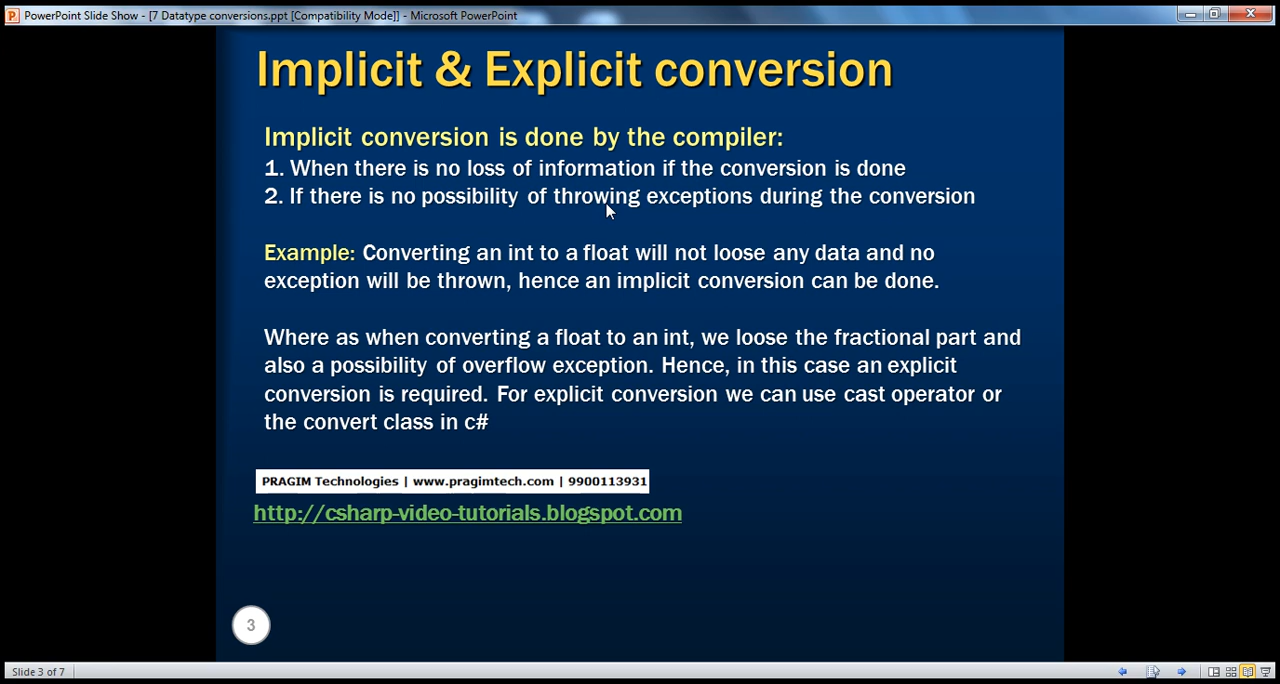 PowerPoint Slide Show - [7 Datatype conversions.ppt [Compatibility Mode]] - Microsoft PowerPoint
Implicit & Explicit conversion
Implicit conversion is done by the compiler:
1. When there is no loss of information if the conversion is done
2. If there is no possibility of throwing exceptions during the conversion
Example: Converting an int to a float will not loose any data and no
exception will be thrown, hence an implicit conversion can be done.
Where as when converting a float to an int, we loose the fractional part and
also a possibility of overflow exception. Hence, in this case an explicit
conversion is required. For explicit conversion we can use cast operator or
the convert class in c#
PRAGIM Technologies | www.pragimtech.com | 9900113931
http://csharp-video-tutorials.blogspot.com
3
Slide 3 of 7